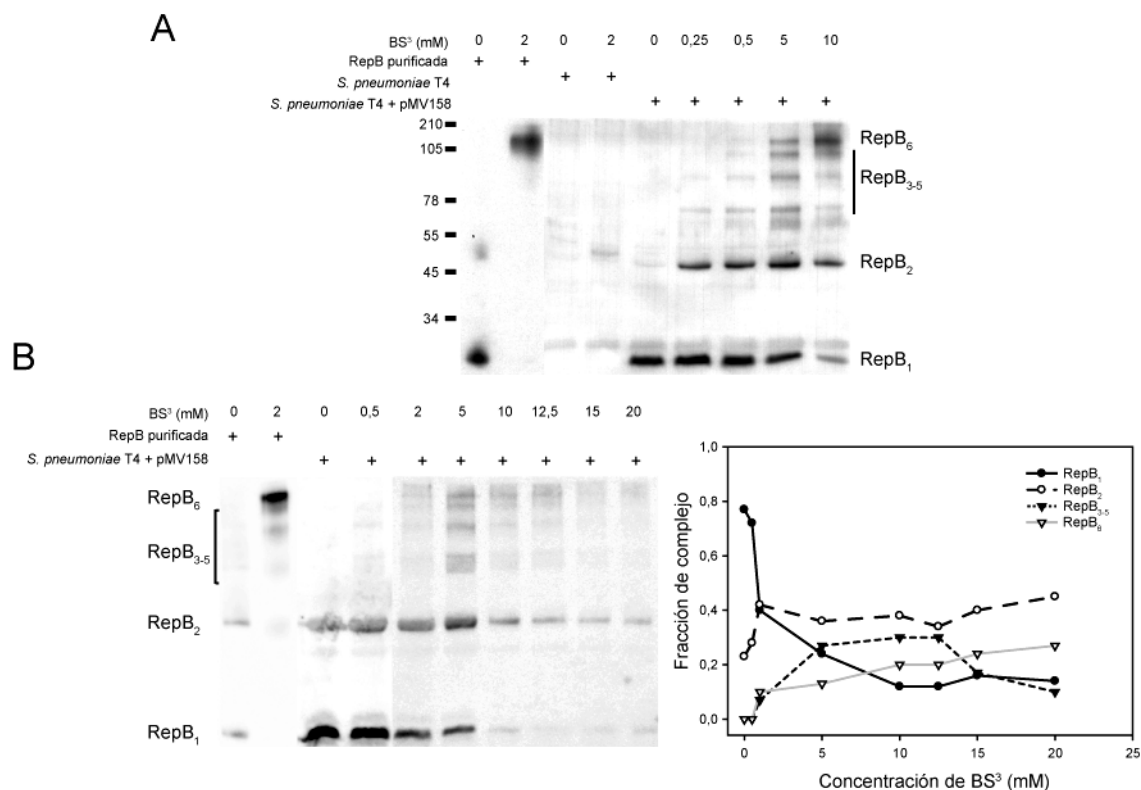 A
BS³ (mM) 0 2 0 2 0 0,25 0,5 5 10
RepB purificada + +
S. pneumoniae T4 + +
S. pneumoniae T4 + pMV158 + + + + +
210
105
78
55
45
34
RepB₆
RepB₃₋₅
RepB₂
RepB₁
B
BS³ (mM) 0 2 0 0,5 2 5 10 12,5 15 20
RepB purificada + +
S. pneumoniae T4 + pMV158 + + + + + + + +
RepB₆
RepB₃₋₅
RepB₂
RepB₁
Fracción de complejo
1,0
0,8
0,6
0,4
0,2
0,0
RepB₁
RepB₂
RepB₃₋₅
RepB₆
0 5 10 15 20 25
Concentración de BS³ (mM)